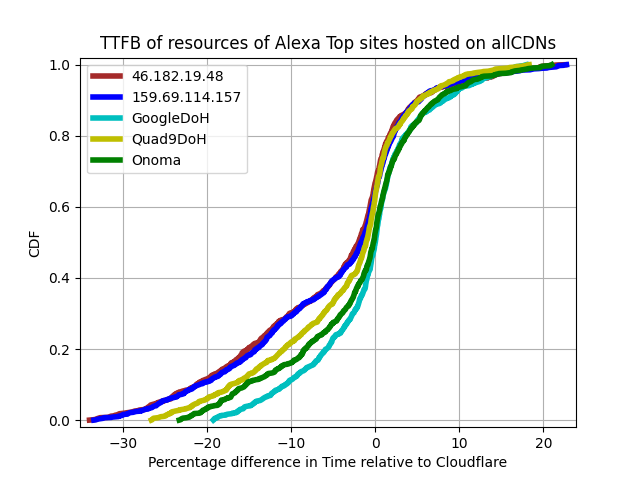 TTFB of resources of Alexa Top sites hosted on allCDNs
46.182.19.48
159.69.114.157
GoogleDoH
Quad9DoH
Onoma
CDF
1.0
0.8
0.6
0.4
0.2
0.0
−30 −20 −10 0 10 20
Percentage difference in Time relative to Cloudflare